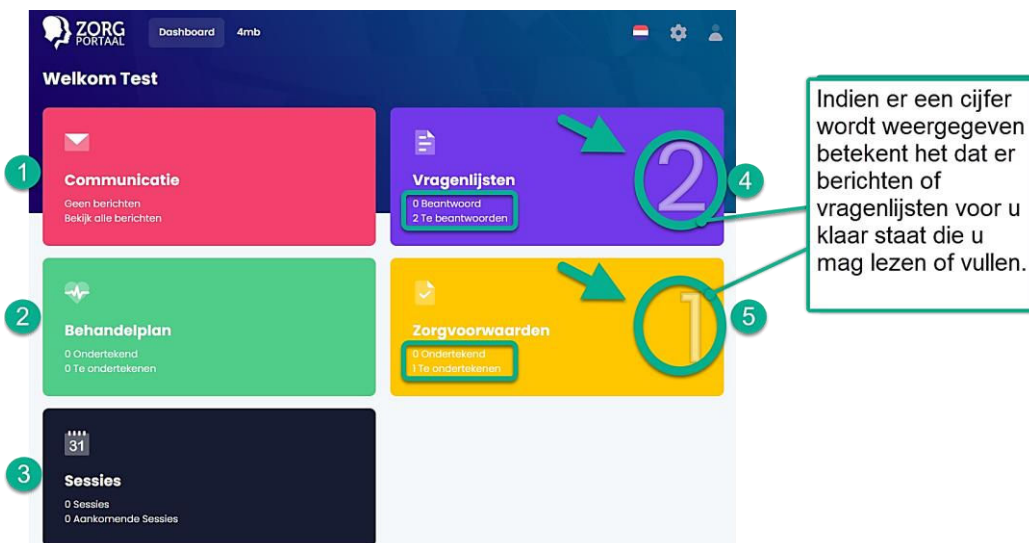 ZORG
PORTAAL
Dashboard
4mb
Welkom Test
1
Communicatie
Geen berichten
Bekijk alle berichten
Vragenlijsten
0 Beantwoord
2 Te beantwoorden
2
4
Indien er een cijfer
wordt weergegeven
betekent het dat er
berichten of
vragenlijsten voor u
klaar staat die u
mag lezen of vullen.
2
Behandelplan
0 Ondertekend
0 Te ondertekenen
Zorgvoorwaarden
0 Ondertekend
1 Te ondertekenen
1
5
3
31
Sessies
0 Sessies
0 Aankomende Sessies